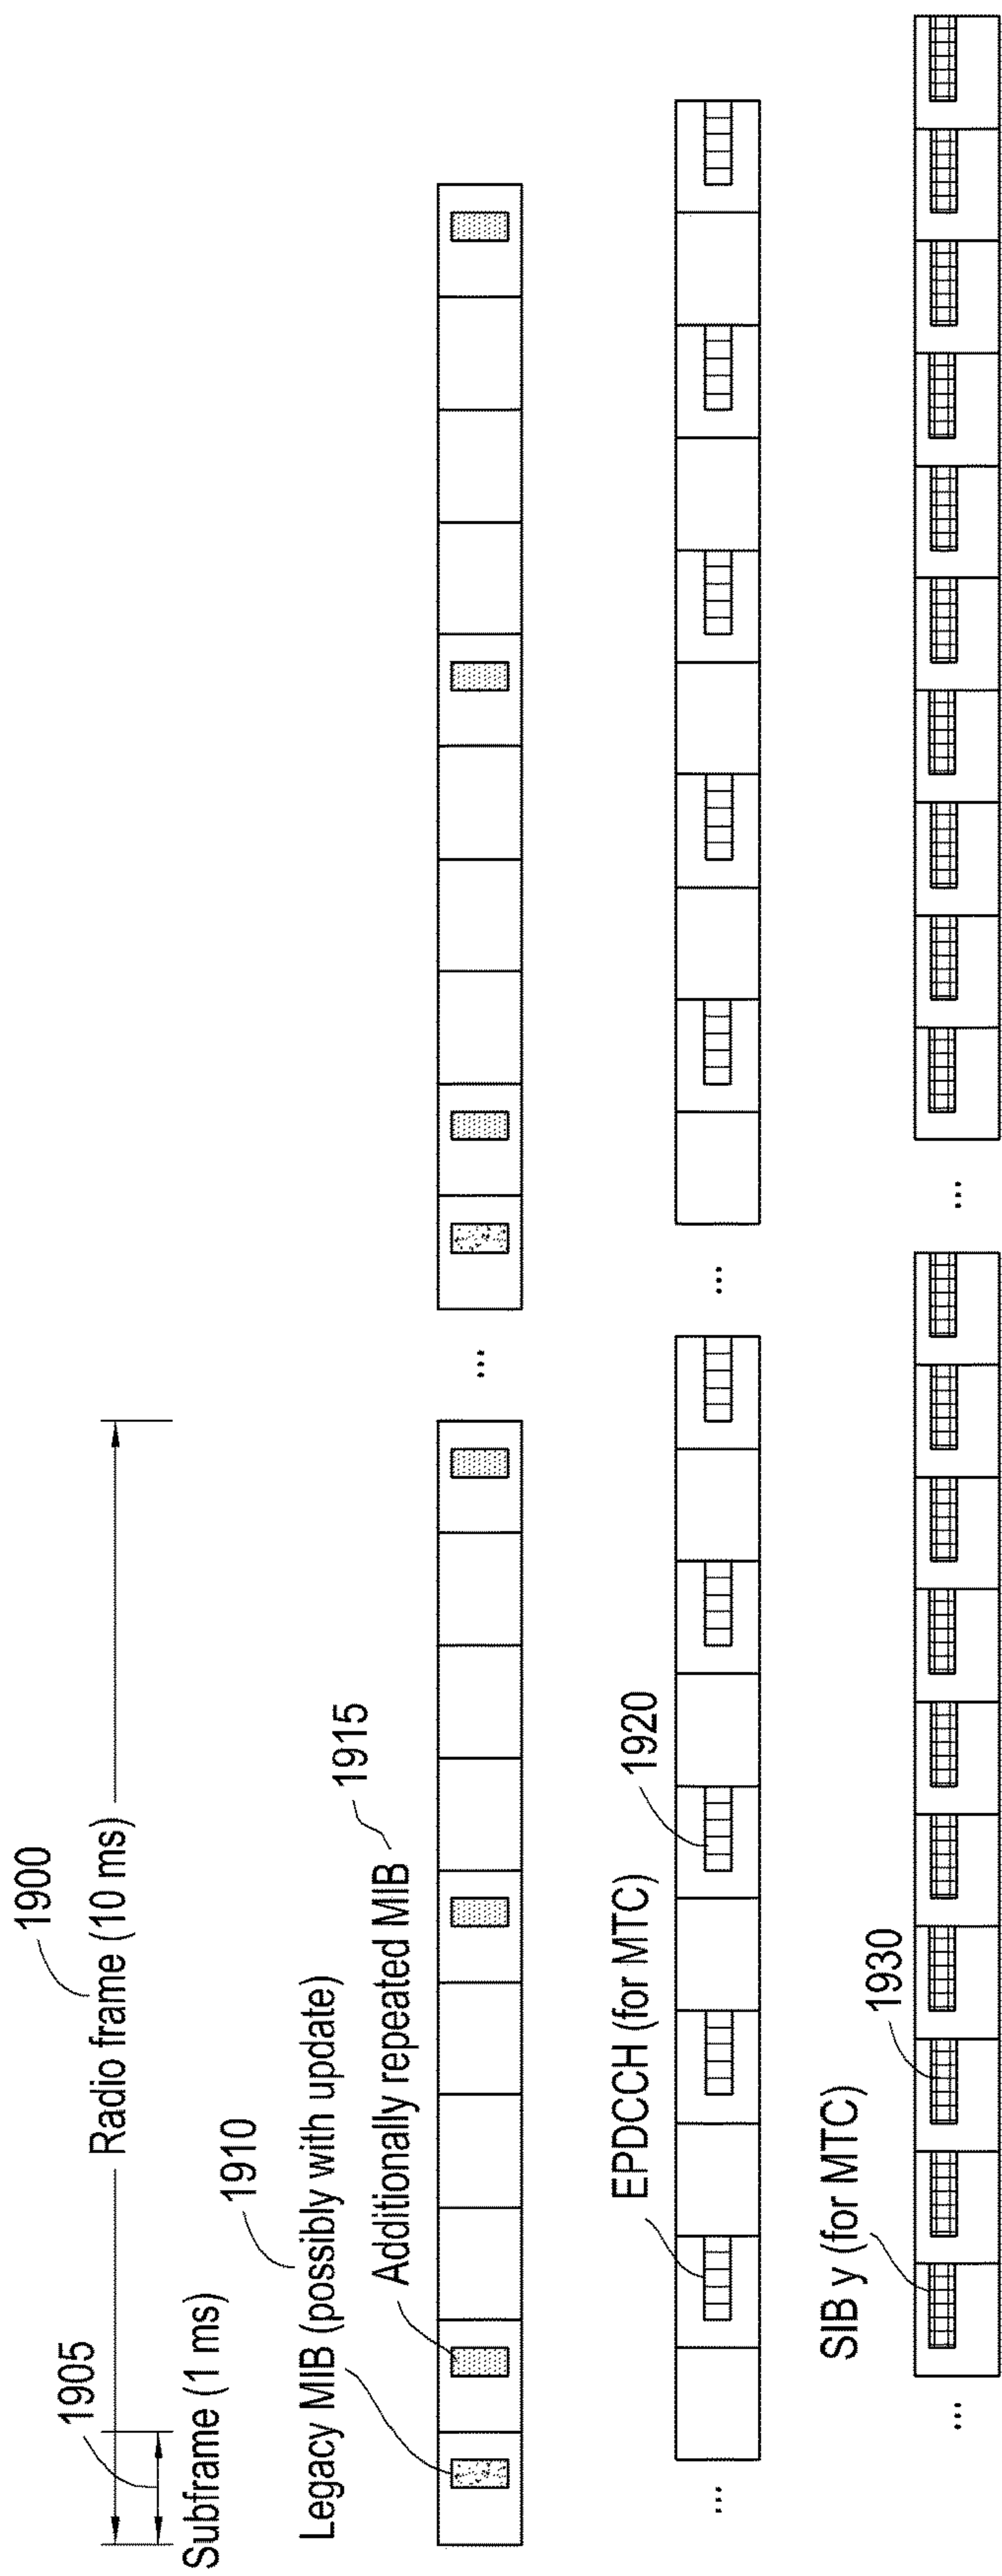 1900
Radio frame (10 ms)
1905
Subframe (1 ms)
1910
Legacy MIB (possibly with update)
Additionally repeated MIB
1915
...
EPDCCH (for MTC)
1920
...
...
SIB y (for MTC)
1930
...
...